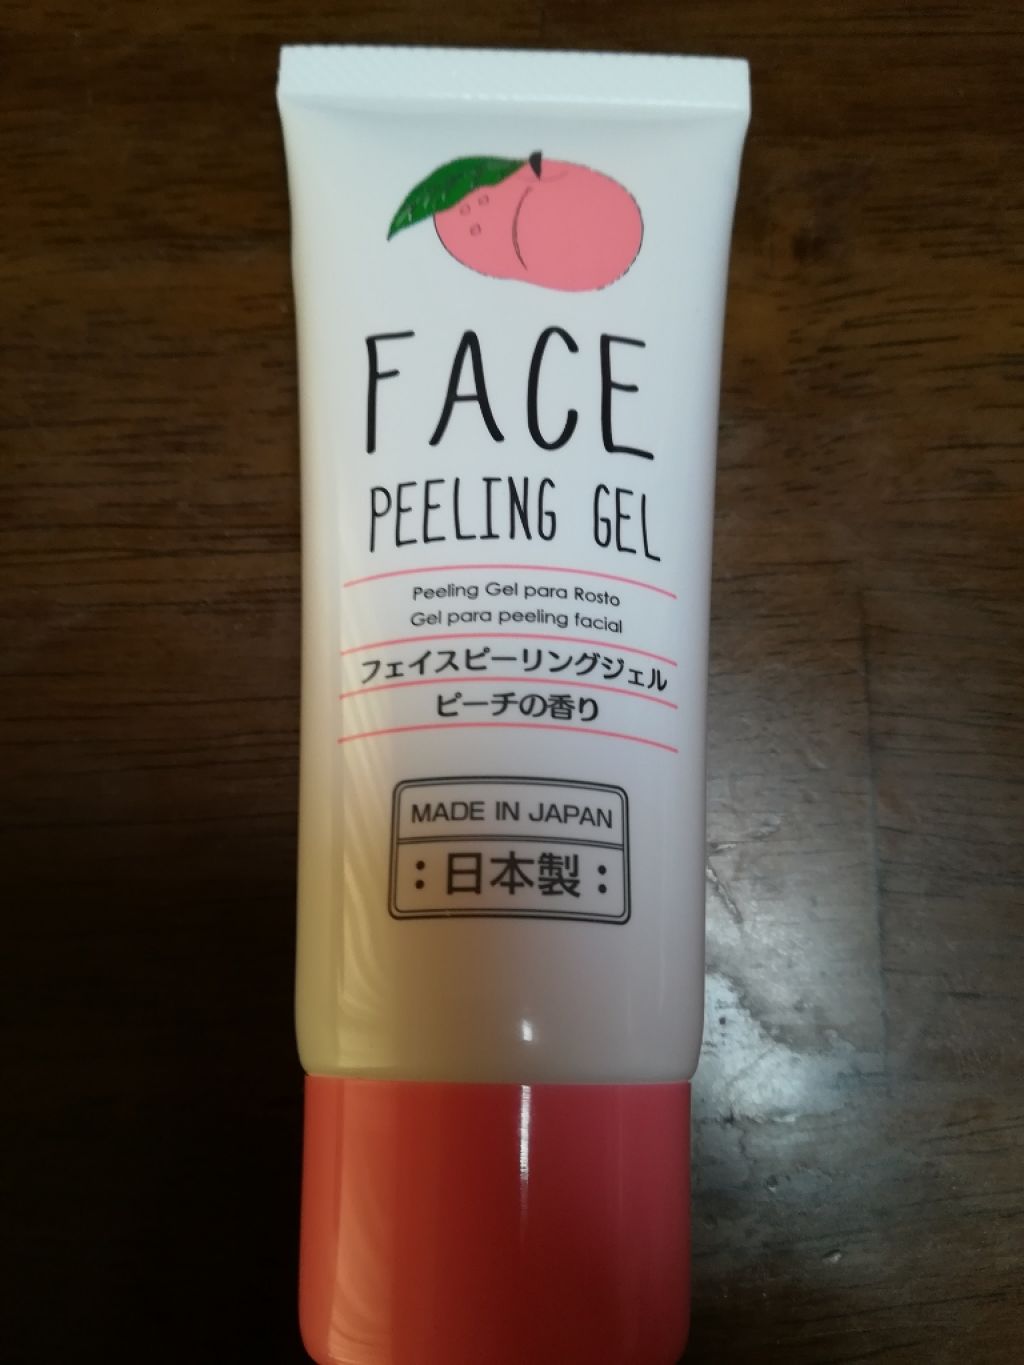 FACE
PEELING GEL
Peeling Gel para Rosto
Gel para peeling facial
フェイスピーリングジェル
ピーチの香り
MADE IN JAPAN
:日本製: